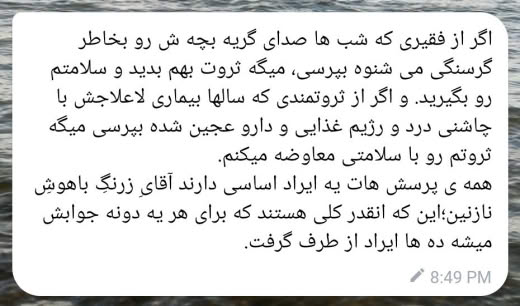 اگر از فقیری که شب ها صدای گریه بچه ش رو بخاطر
گرسنگی می شنوه بپرسی، میگه ثروت بهم بدید و سلامتم
رو بگیرید. و اگر از ثروتمندی که سالها بیماری لاعلاجش با
چاشنی درد و رژیم غذایی و دارو عجین شده بپرسی میگه
ثروتم رو با سلامتی معاوضه میکنم.
همه ی پرسش هات یه ایراد اساسی دارند آقایِ زرنگِ باهوشِ
نازنین؛این که انقدر کلی هستند که برای هر یه دونه جوابش
میشه ده ها ایراد از طرف گرفت.
8:49 PM